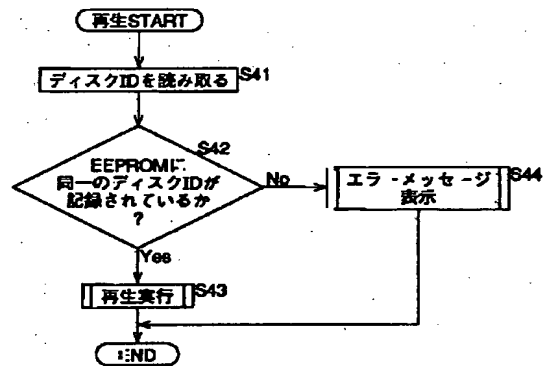 再生START
ディスクIDを読み取る
S41
S42
EEPROMに
同一のディスクIDが
記録されているか
?
No
エラ-メッセ-ジ
表示
S44
Yes
再生実行
S43
END